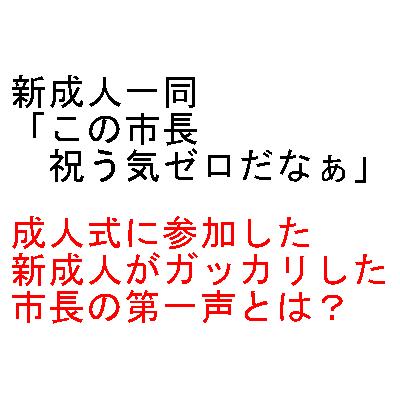 新成人一同
「この市長
　祝う気ゼロだなぁ」
成人式に参加した
新成人がガッカリした
市長の第一声とは？